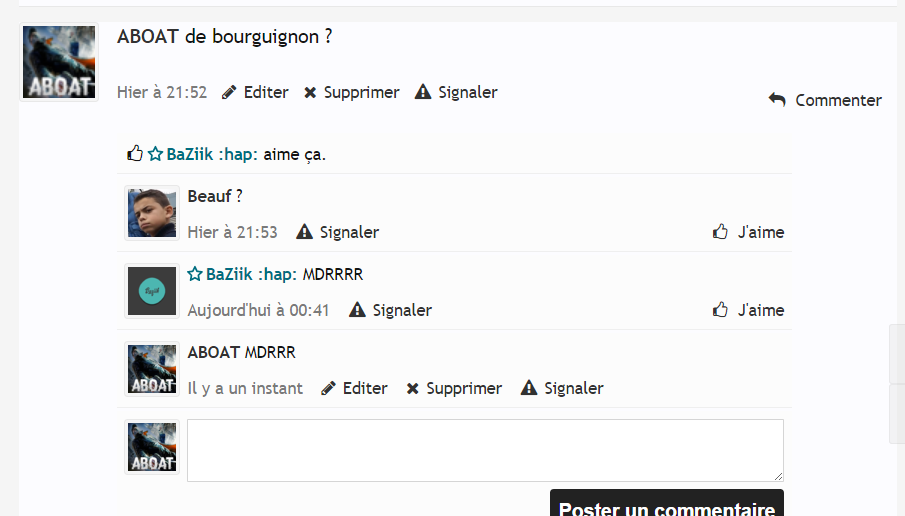 ABOAT
ABOAT de bourguignon ?
Hier à 21:52 Editer Supprimer Signaler
Commenter
BaZiik :hap: aime ça.
Beauf ?
Hier à 21:53 Signaler J'aime
BaZiik :hap: MDRRRR
Aujourd'hui à 00:41 Signaler J'aime
ABOAT
ABOAT MDRRR
Il y a un instant Editer Supprimer Signaler
ABOAT
Poster un commentaire